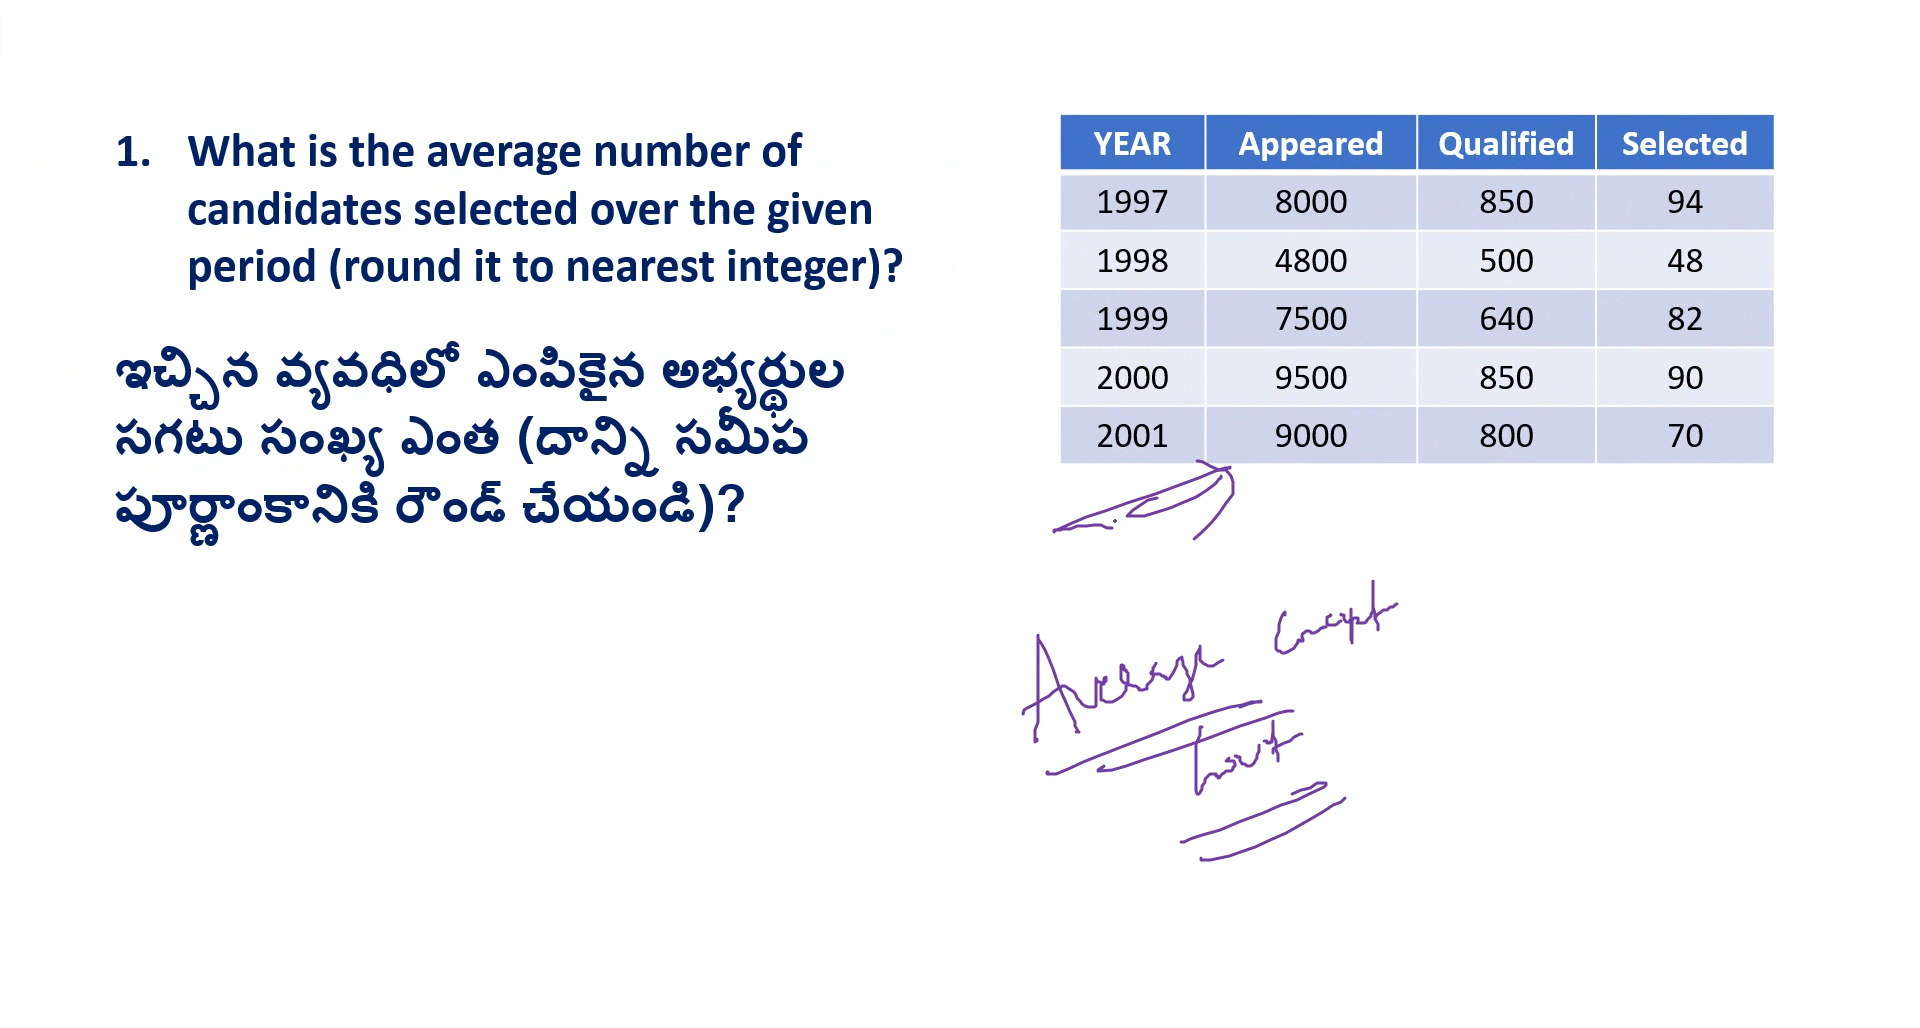 1. What is the average number of
candidates selected over the given
period (round it to nearest integer)?
ఇచ్చిన వ్యవధిలో ఎంపికైన అభ్యర్థుల
సగటు సంఖ్య ఎంత (దాన్ని సమీప
పూర్ణాంకానికి రౌండ్ చేయండి)?
YEAR Appeared Qualified Selected
1997 8000 850 94
1998 4800 500 48
1999 7500 640 82
2000 9500 850 90
2001 9000 800 70
Average